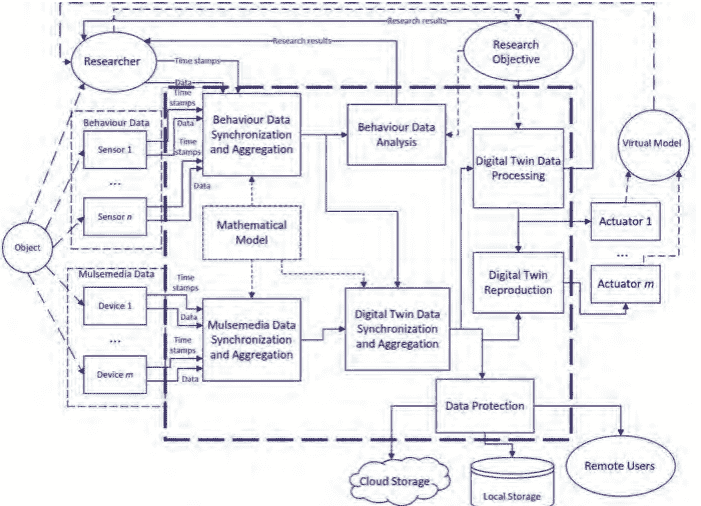 Research results
Researcher
Research results
Research
Objective
Time stamps
Data
Time
stamps
Behaviour Data
Data
Sensor 1
Time
stamps
...
Data
Sensor n
Behaviour Data
Synchronization
and Aggregation
Behaviour Data
Analysis
Digital Twin Data
Processing
Virtual Model
Mathematical
Model
Actuator 1
...
Actuator m
Object
Mulsemedia Data
Device 1
Time
stamps
Data
...
Time
stamps
Device m
Data
Mulsemedia Data
Synchronization
and Aggregation
Digital Twin Data
Synchronization
and Aggregation
Digital Twin
Reproduction
Data Protection
Cloud Storage
Local Storage
Remote Users